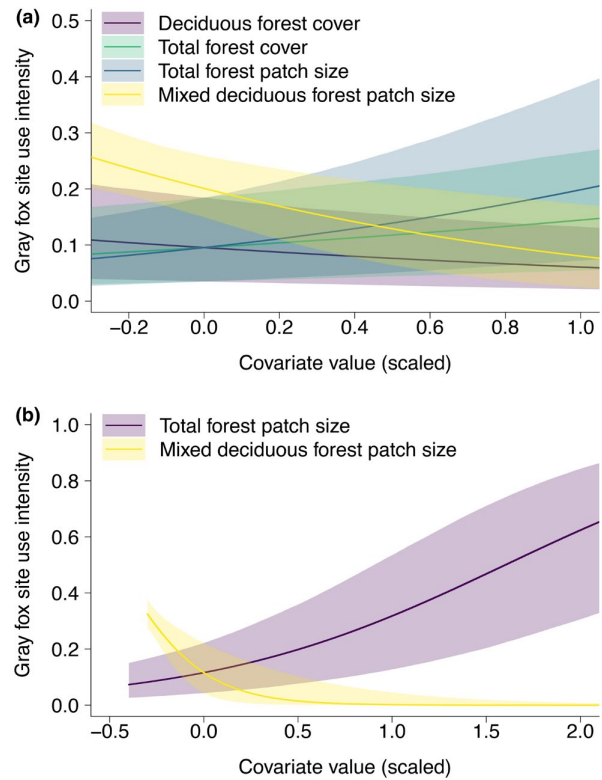 (a)
Deciduous forest cover
Total forest cover
Total forest patch size
Mixed deciduous forest patch size
Gray fox site use intensity
0.5
0.4
0.3
0.2
0.1
0.0
−0.2 0.0 0.2 0.4 0.6 0.8 1.0
Covariate value (scaled)
(b)
Total forest patch size
Mixed deciduous forest patch size
Gray fox site use intensity
1.0
0.8
0.6
0.4
0.2
0.0
−0.5 0.0 0.5 1.0 1.5 2.0
Covariate value (scaled)